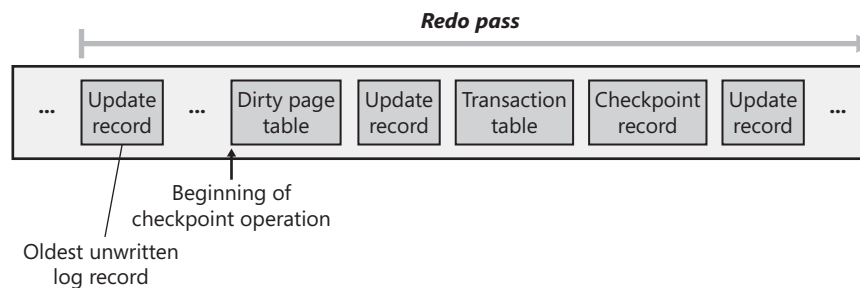 Redo pass
... Update record ... Dirty page table Update record Transaction table Checkpoint record Update record ...
Beginning of
checkpoint operation
Oldest unwritten
log record